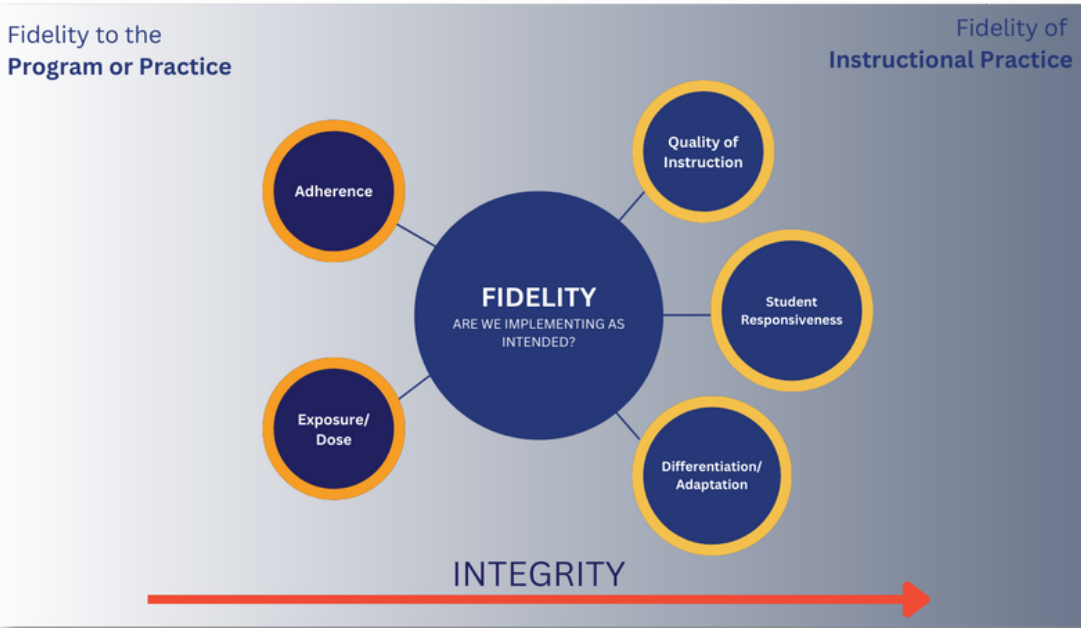 Fidelity to the
Program or Practice
Fidelity of
Instructional Practice
Adherence
Exposure/
Dose
FIDELITY
ARE WE IMPLEMENTING AS
INTENDED?
Quality of
Instruction
Student
Responsiveness
Differentiation/
Adaptation
INTEGRITY